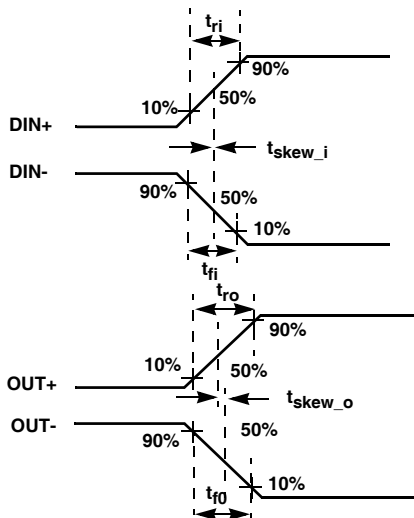 tri
90%
10%
50%
DIN+
tskew_i
DIN-
90%
50%
10%
tfi
tro
90%
10%
50%
OUT+
tskew_o
OUT-
90%
50%
10%
tf0